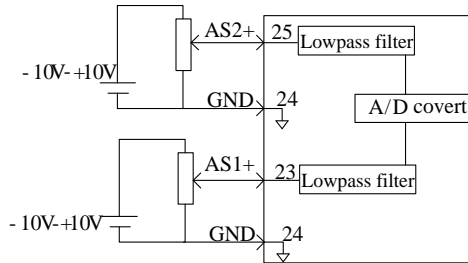 AS2+ 25 Lowpass filter
- 10V-+10V
GND 24
A/D covert
AS1+ 23 Lowpass filter
- 10V-+10V
GND 24